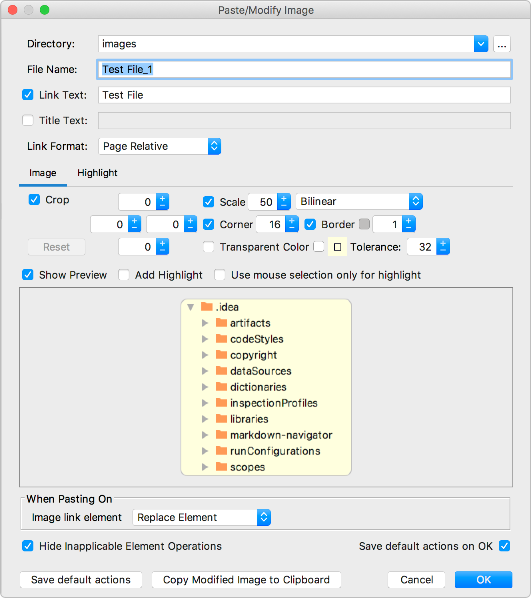 Paste/Modify Image
Directory: images ...
File Name: Test File_1
Link Text: Test File
Title Text:
Link Format: Page Relative
Image Highlight
Crop 0 Scale 50 Bilinear
0 0 Corner 16 Border 1
Reset 0 Transparent Color Tolerance: 32
Show Preview Add Highlight Use mouse selection only for highlight
.idea
artifacts
codeStyles
copyright
dataSources
dictionaries
inspectionProfiles
libraries
markdown-navigator
runConfigurations
scopes
When Pasting On
Image link element Replace Element
Hide Inapplicable Element Operations Save default actions on OK
Save default actions Copy Modified Image to Clipboard Cancel OK